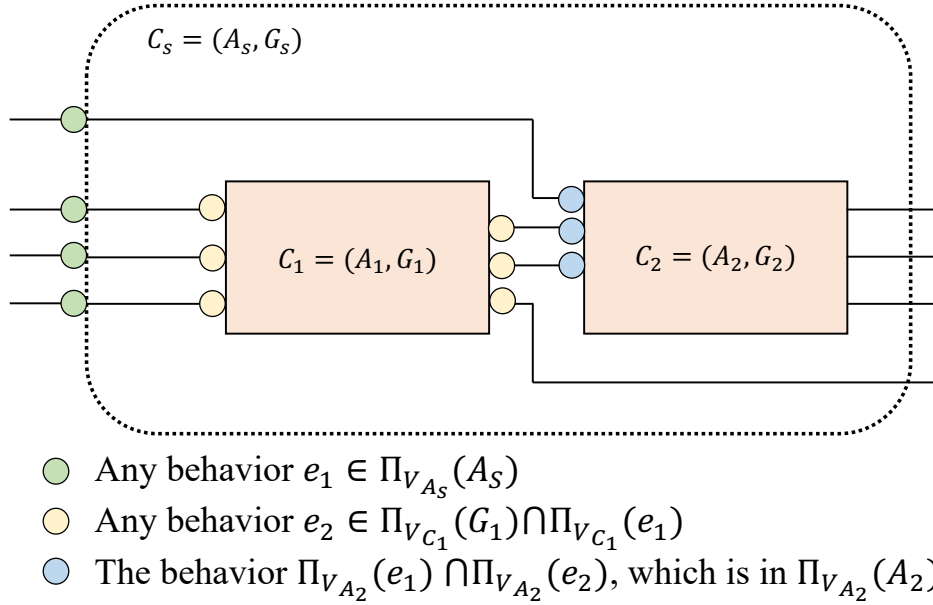 C_s = (A_s, G_s)
C_1 = (A_1, G_1)
C_2 = (A_2, G_2)
Any behavior e_1 ∈ Π_{V_{A_s}}(A_S)
Any behavior e_2 ∈ Π_{V_{C_1}}(G_1)⋂Π_{V_{C_1}}(e_1)
The behavior Π_{V_{A_2}}(e_1) ⋂Π_{V_{A_2}}(e_2), which is in Π_{V_{A_2}}(A_2)